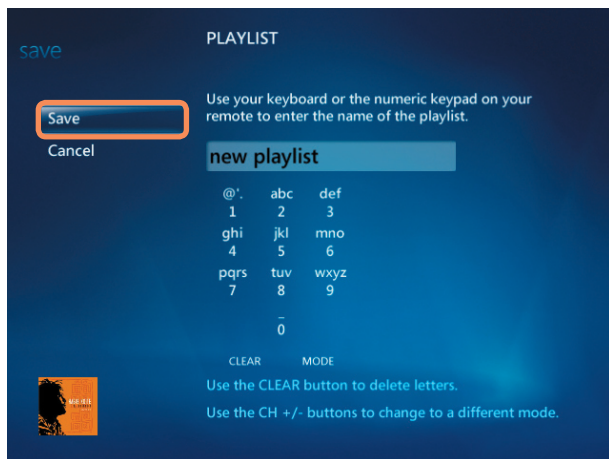 save
PLAYLIST
Save
Cancel
Use your keyboard or the numeric keypad on your
remote to enter the name of the playlist.
new playlist
@'. abc def
1 2 3
ghi jkl mno
4 5 6
pqrs tuv wxyz
7 8 9
_
0
CLEAR MODE
Use the CLEAR button to delete letters.
Use the CH +/- buttons to change to a different mode.